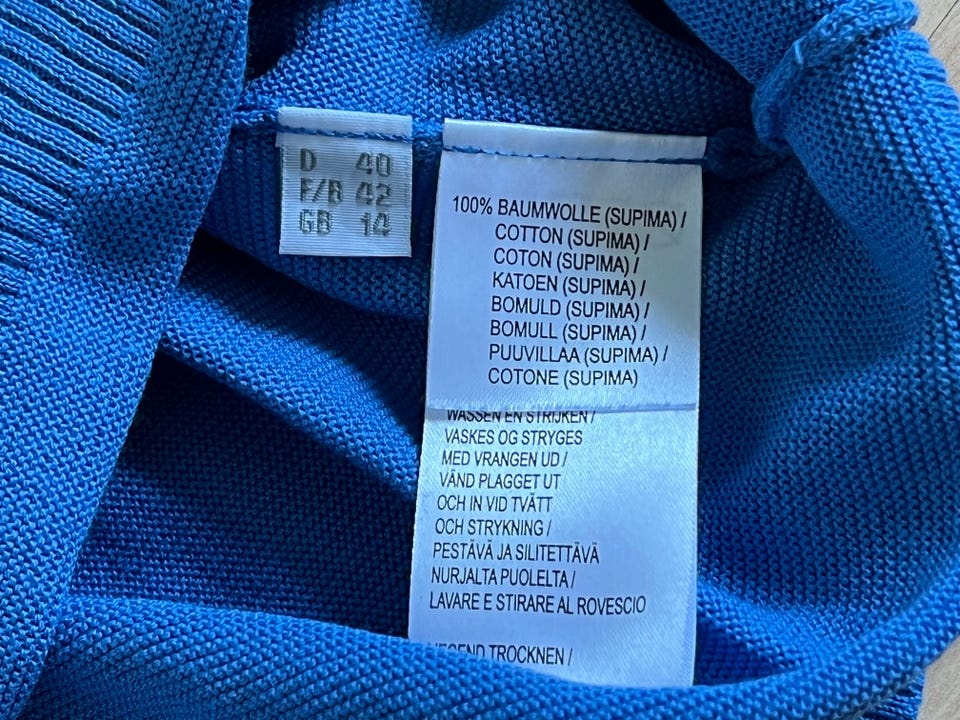 D 40
F/B 42
GB 14
100% BAUMWOLLE (SUPIMA) /
COTTON (SUPIMA) /
COTON (SUPIMA) /
KATOEN (SUPIMA) /
BOMULD (SUPIMA) /
BOMULL (SUPIMA) /
PUUVILLAA (SUPIMA) /
COTONE (SUPIMA)
WASSEN EN STRIJKEN /
VASKES OG STRYGES
MED VRANGEN UD /
VÄND PLAGGET UT
OCH IN VID TVÄTT
OCH STRYKNING /
PESTÄVÄ JA SILITETTÄVÄ
NURJALTA PUOLELTA /
LAVARE E STIRARE AL ROVESCIO
TROCKNEN /